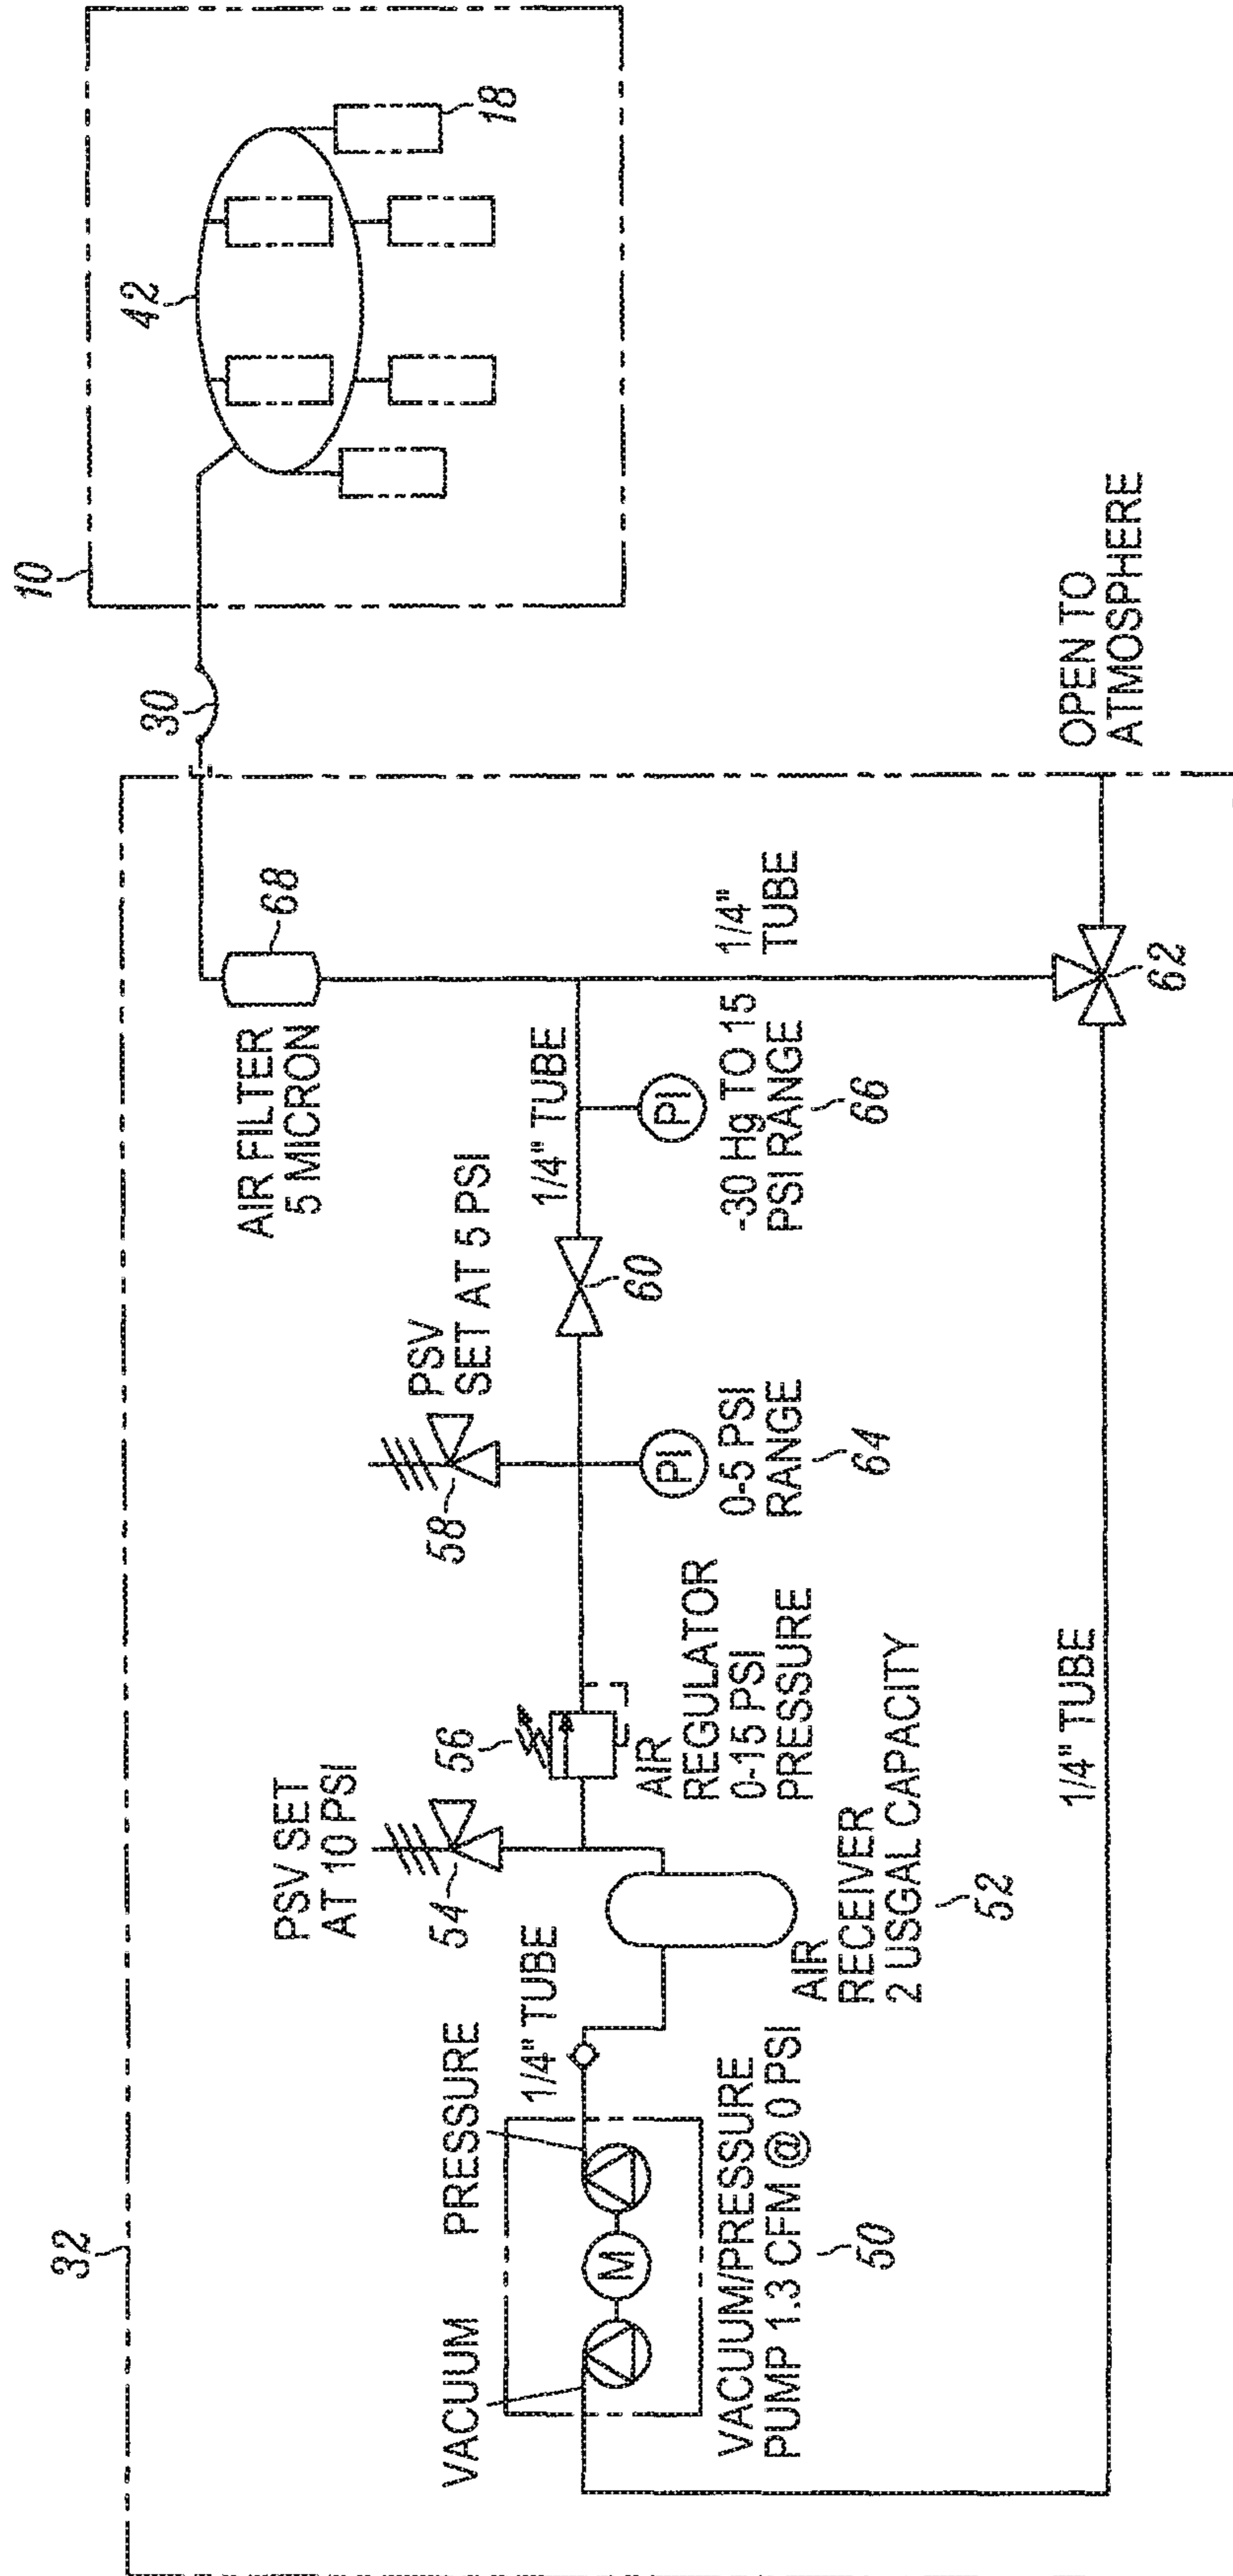 10
42
18
30
32
68
AIR FILTER
5 MICRON
PSV SET
AT 10 PSI
54
56
PSV
SET AT 5 PSI
58
1/4" TUBE
60
1/4"
TUBE
VACUUM
PRESSURE
1/4" TUBE
M
PI
PI
VACUUM/PRESSURE
PUMP 1.3 CFM @ 0 PSI
50
AIR
RECEIVER
2 USGAL CAPACITY
52
AIR
REGULATOR
0-15 PSI
PRESSURE
0-5 PSI
RANGE
64
-30 Hg TO 15
PSI RANGE
66
1/4" TUBE
62
OPEN TO
ATMOSPHERE